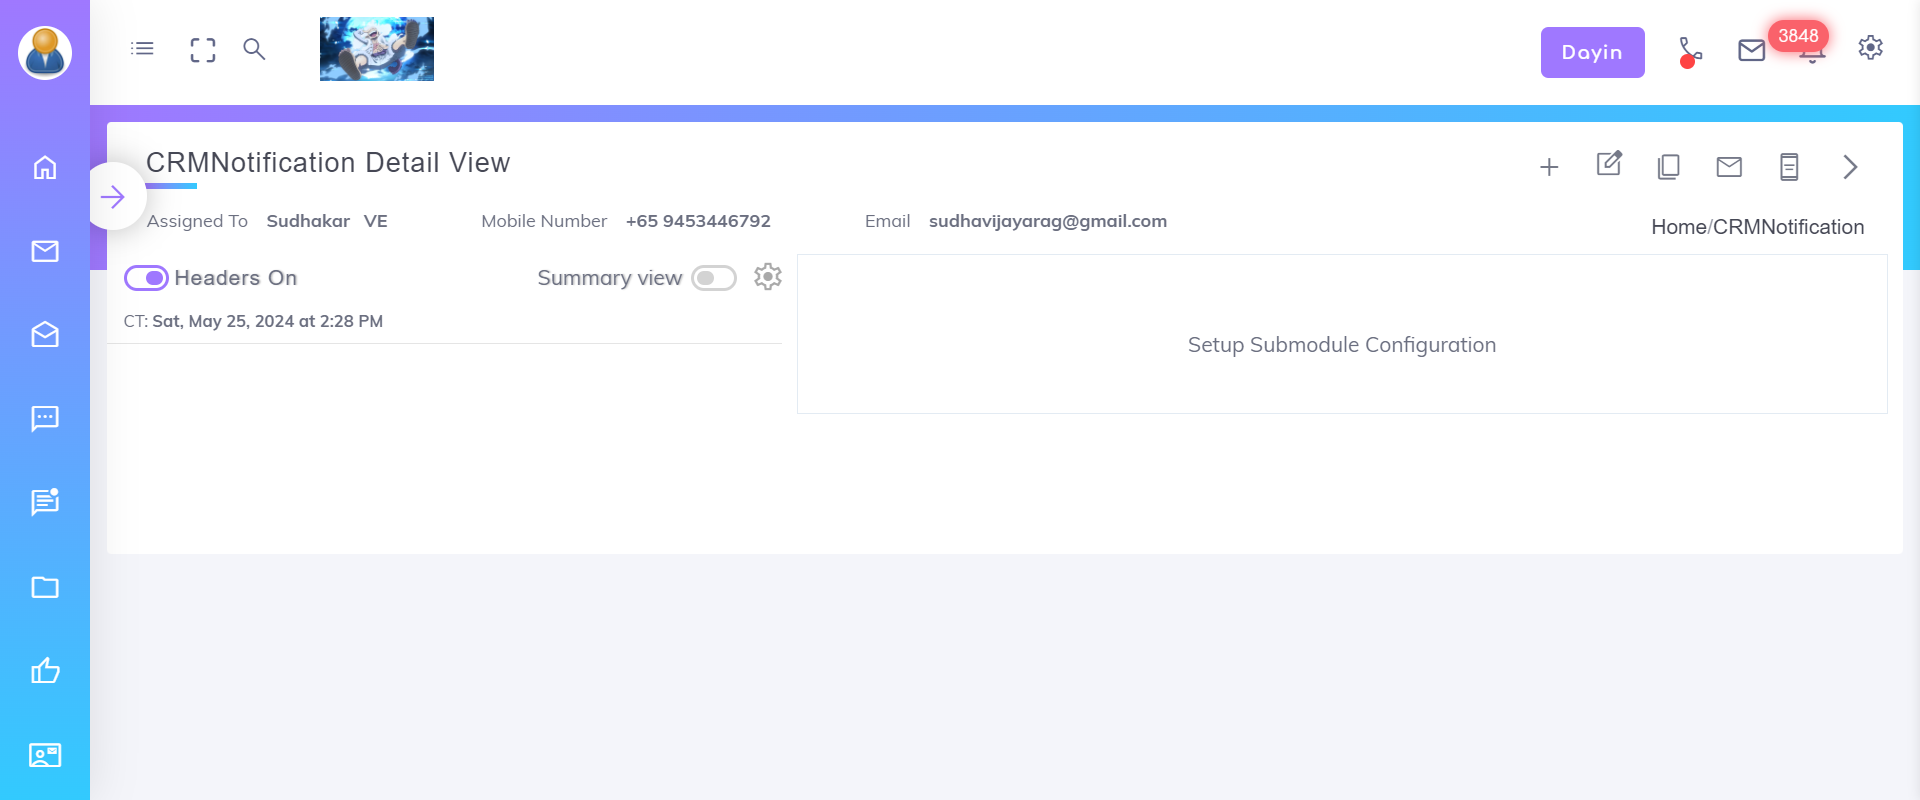 Dayin
3848
CRMNotification Detail View
Assigned To Sudhakar VE Mobile Number +65 9453446792 Email sudhavijayarag@gmail.com
Home/CRMNotification
Headers On Summary view
CT: Sat, May 25, 2024 at 2:28 PM
Setup Submodule Configuration